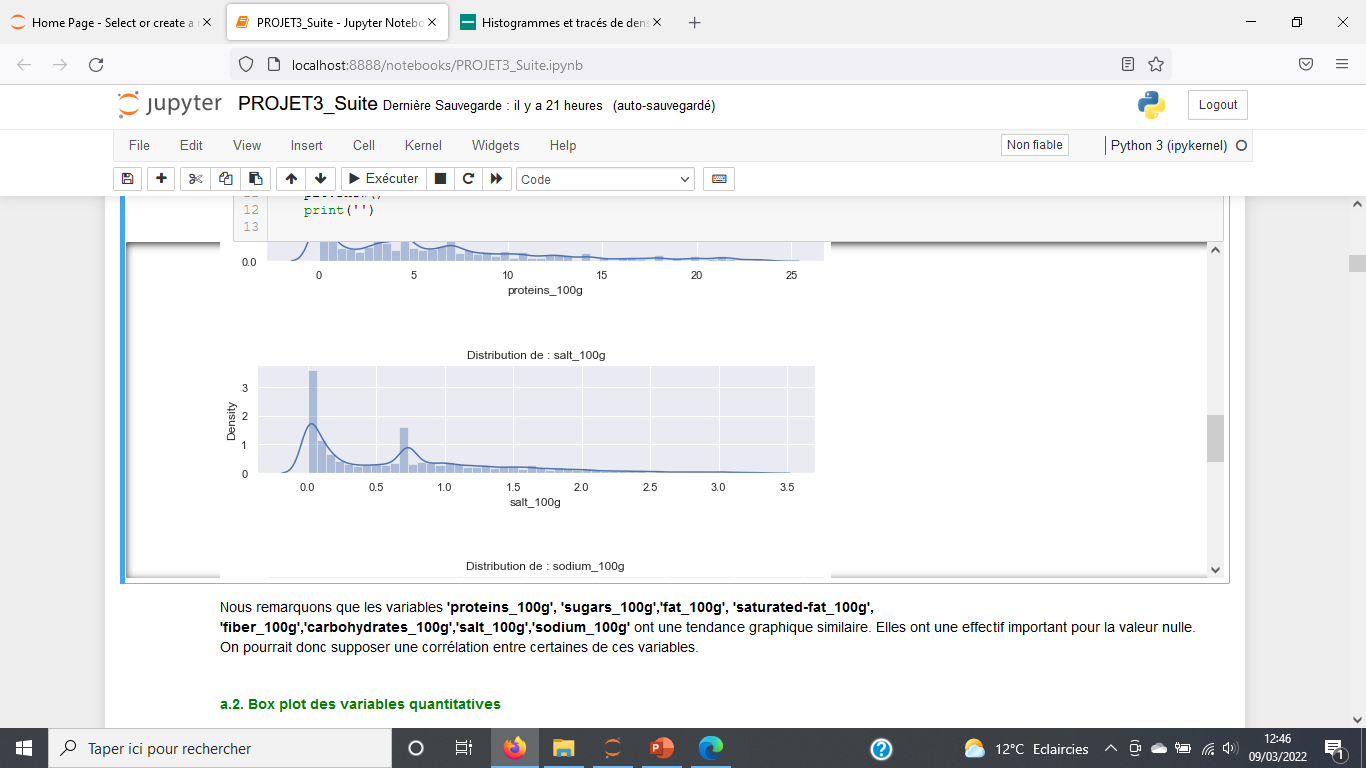 Home Page - Select or create a
PROJET3_Suite - Jupyter Notebo
Histogrammes et tracés de dens
localhost:8888/notebooks/PROJET3_Suite.ipynb
jupyter PROJET3_Suite Dernière Sauvegarde : il y a 21 heures (auto-sauvegardé)
Logout
File Edit View Insert Cell Kernel Widgets Help
Non fiable
Python 3 (ipykernel)
Exécuter
Code
12 print('')
13
0.0
0 5 10 15 20 25
proteins_100g
Distribution de : salt_100g
Density
3
2
1
0
0.0 0.5 1.0 1.5 2.0 2.5 3.0 3.5
salt_100g
Distribution de : sodium_100g
Nous remarquons que les variables 'proteins_100g', 'sugars_100g','fat_100g', 'saturated-fat_100g',
'fiber_100g','carbohydrates_100g','salt_100g','sodium_100g' ont une tendance graphique similaire. Elles ont une effectif important pour la valeur nulle.
On pourrait donc supposer une corrélation entre certaines de ces variables.
a.2. Box plot des variables quantitatives
Taper ici pour rechercher
12°C Eclaircies
12:46
09/03/2022
1